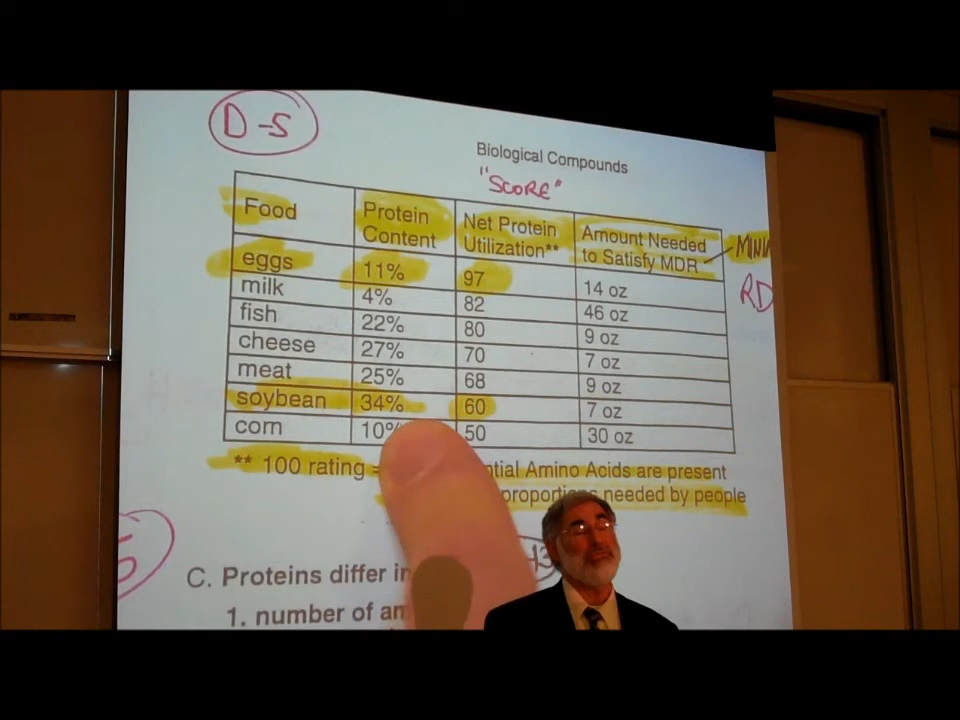 D-5
Biological Compounds
"SCORE"
Food Protein Content Net Protein Utilization** Amount Needed to Satisfy MDR
eggs 11% 97 14 oz
milk 4% 82 46 oz
fish 22% 80 9 oz
cheese 27% 70 7 oz
meat 25% 68 9 oz
soybean 34% 60 7 oz
corn 10% 50 30 oz
RD
** 100 rating = Amino Acids are present
proportions needed by people
C. Proteins differ in
1. number of